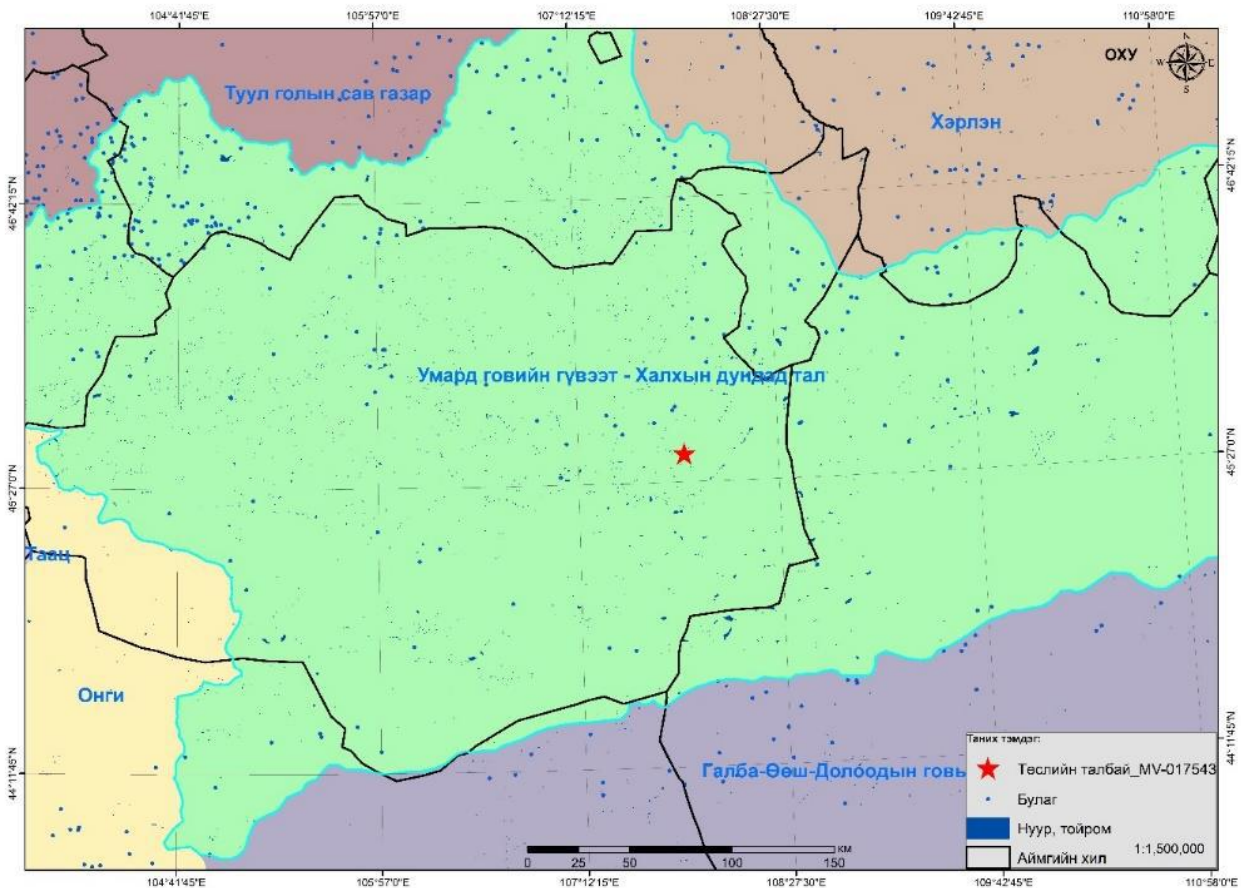 104°41'45"E 105°57'0"E 107°12'15"E 108°27'30"E 109°42'45"E 110°58'0"E
ОХУ
N
W E
S
Туул голын сав газар
Хэрлэн
46°42'15"N
46°42'15"N
Умард говийн гүвээт - Халхын дундад тал
45°27'0"N
45°27'0"N
Таац
Онги
44°11'45"N
44°11'45"N
Галба-Өөш-Долоодын говь
Таних тэмдэг:
Төслийн талбай_MV-017543
Булаг
Нуур, тойром
Аймгийн хил
1:1,500,000
км
0 25 50 100 150
104°41'45"E 105°57'0"E 107°12'15"E 108°27'30"E 109°42'45"E 110°58'0"E